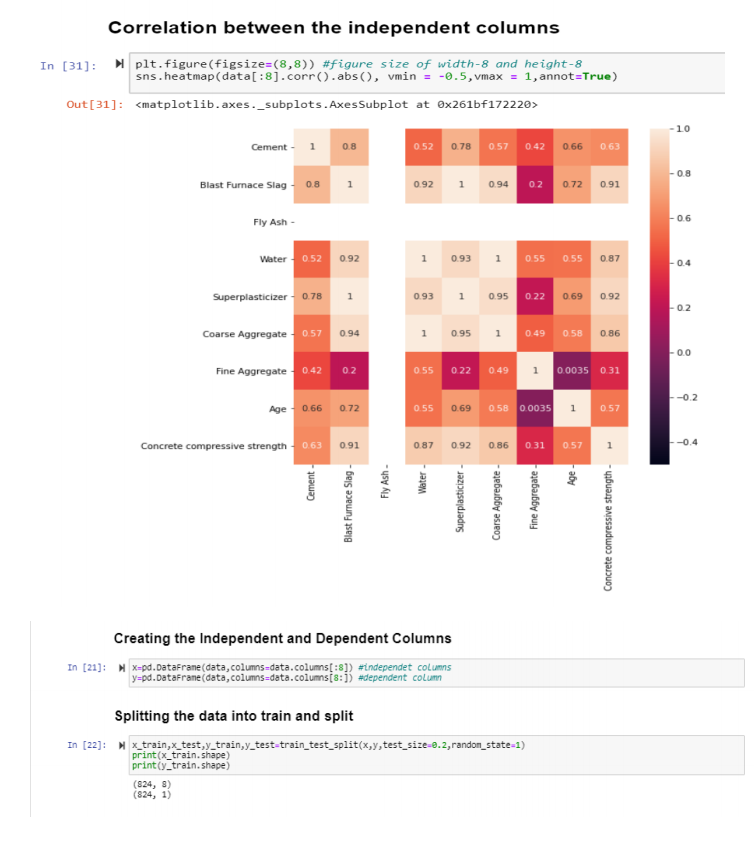 Correlation between the independent columns
In [31]:
plt.figure(figsize=(8,8)) #figure size of width-8 and height-8
sns.heatmap(data[:8].corr().abs(), vmin = -0.5,vmax = 1,annot=True)
Out[31]: <matplotlib.axes._subplots.AxesSubplot at 0x261bf172220>
Cement 1 0.8 0.52 0.78 0.57 0.42 0.66 0.63
Blast Furnace Slag 0.8 1 0.92 1 0.94 0.2 0.72 0.91
Fly Ash
Water 0.52 0.92 1 0.93 1 0.55 0.55 0.87
Superplasticizer 0.78 1 0.93 1 0.95 0.22 0.69 0.92
Coarse Aggregate 0.57 0.94 1 0.95 1 0.49 0.58 0.86
Fine Aggregate 0.42 0.2 0.55 0.22 0.49 1 0.0035 0.31
Age 0.66 0.72 0.55 0.69 0.58 0.0035 1 0.57
Concrete compressive strength 0.63 0.91 0.87 0.92 0.86 0.31 0.57 1
Cement
Blast Furnace Slag
Fly Ash
Water
Superplasticizer
Coarse Aggregate
Fine Aggregate
Age
Concrete compressive strength
1.0
0.8
0.6
0.4
0.2
0.0
−0.2
−0.4
Creating the Independent and Dependent Columns
In [21]:
x=pd.DataFrame(data,columns=data.columns[:8]) #independet columns
y=pd.DataFrame(data,columns=data.columns[8:]) #dependent column
Splitting the data into train and split
In [22]:
x_train,x_test,y_train,y_test=train_test_split(x,y,test_size=0.2,random_state=1)
print(x_train.shape)
print(y_train.shape)
(824, 8)
(824, 1)